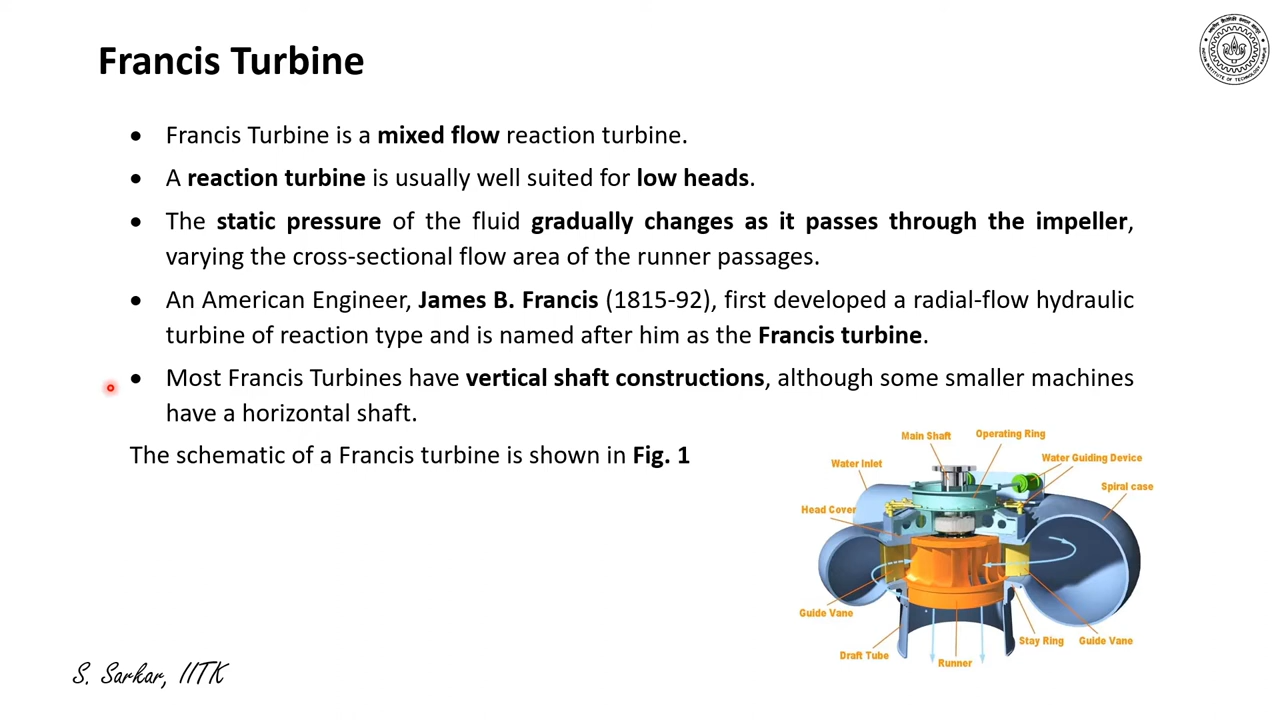 Francis Turbine
• Francis Turbine is a mixed flow reaction turbine.
• A reaction turbine is usually well suited for low heads.
• The static pressure of the fluid gradually changes as it passes through the impeller,
varying the cross-sectional flow area of the runner passages.
• An American Engineer, James B. Francis (1815-92), first developed a radial-flow hydraulic
turbine of reaction type and is named after him as the Francis turbine.
• Most Francis Turbines have vertical shaft constructions, although some smaller machines
have a horizontal shaft.
The schematic of a Francis turbine is shown in Fig. 1
Main Shaft
Operating Ring
Water Inlet
Water Guiding Device
Spiral case
Head Cover
Guide Vane
Stay Ring
Guide Vane
Draft Tube
Runner
S. Sarkar, IITK